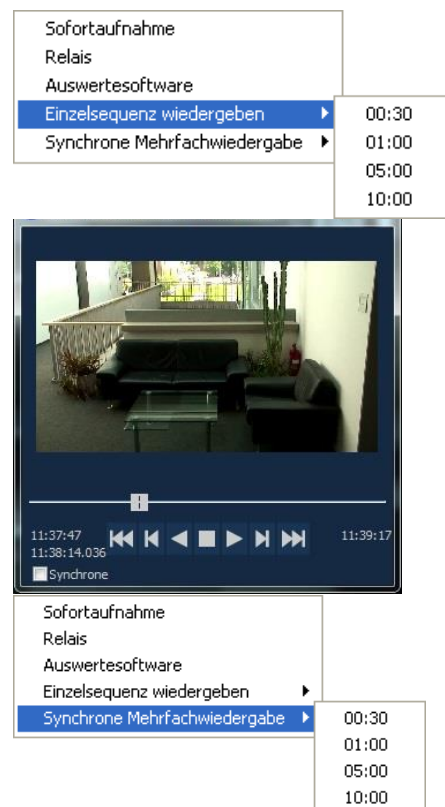 Sofortaufnahme
Relais
Auswertesoftware
Einzelsequenz wiedergeben
Synchrone Mehrfachwiedergabe
00:30
01:00
05:00
10:00
11:37:47
11:38:14.036
11:39:17
Synchrone
Sofortaufnahme
Relais
Auswertesoftware
Einzelsequenz wiedergeben
Synchrone Mehrfachwiedergabe
00:30
01:00
05:00
10:00